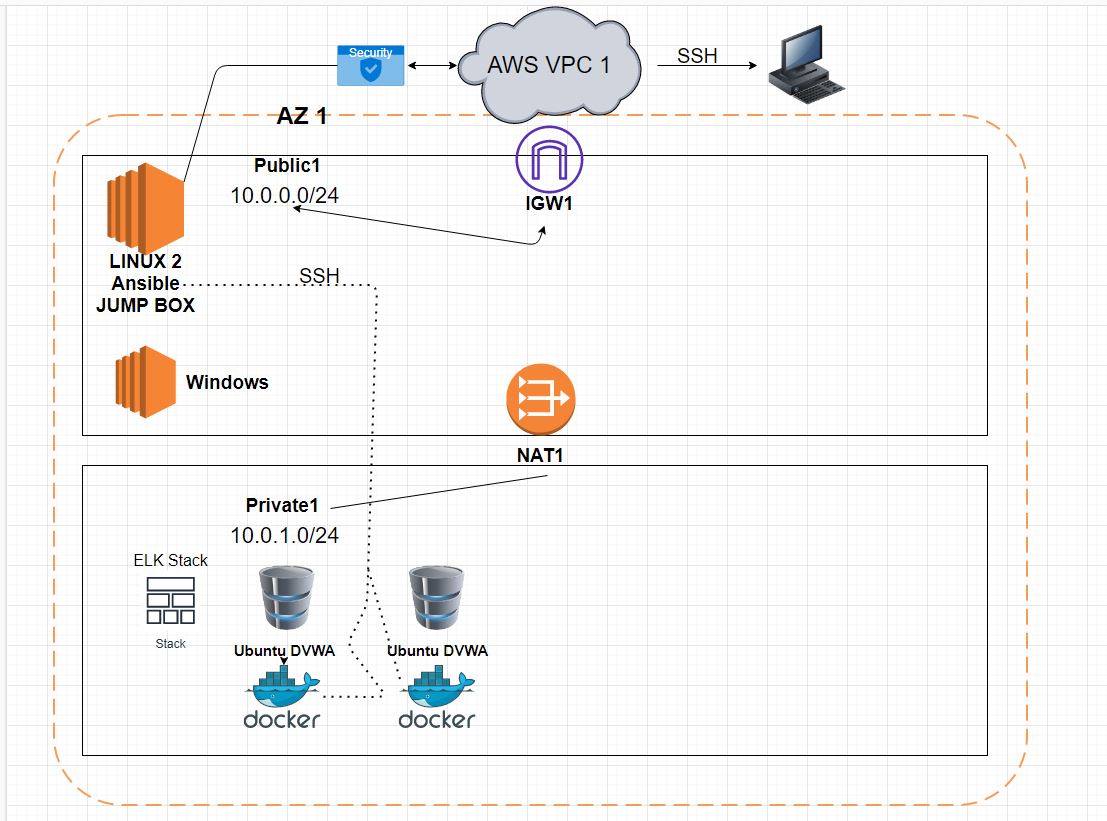 Security
AWS VPC 1
SSH
AZ 1
Public1
10.0.0.0/24
IGW1
LINUX 2
Ansible
JUMP BOX
SSH
Windows
NAT1
Private1
10.0.1.0/24
ELK Stack
Stack
Ubuntu DVWA
Ubuntu DVWA
docker
docker